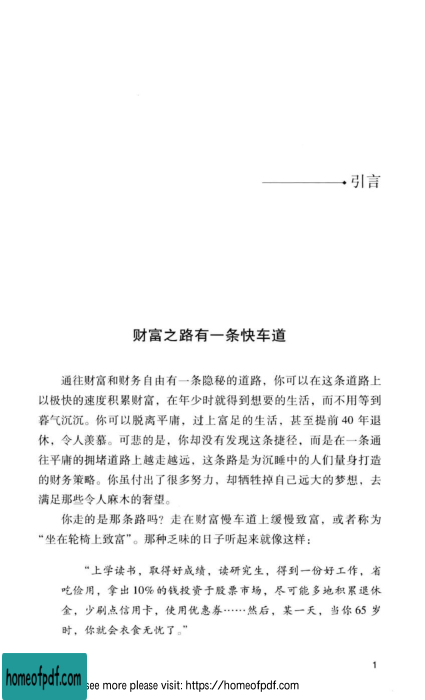 引言
财富之路有一条快车道
通往财富和财务自由有一条隐秘的道路，你可以在这条道路上
以极快的速度积累财富，在年少时就得到想要的生活，而不用等到
暮气沉沉。你可以脱离平庸，过上富足的生活，甚至提前 40 年退
休，令人羡慕。可悲的是，你却没有发现这条捷径，而是在一条通
往平庸的拥堵道路上越走越远，这条路是为沉睡中的人们量身打造
的财务策略。你虽付出了很多努力，却牺牲掉自己远大的梦想，去
满足那些令人麻木的奢望。
你走的是那条路吗？走在财富慢车道上缓慢致富，或者称为
“坐在轮椅上致富”。那种乏味的日子听起来就像这样：
“上学读书，取得好成绩，读研究生，得到一份好工作，省
吃俭用，拿出 10% 的钱投资于股票市场，尽可能多地积累退休
金，少刷点信用卡，使用优惠券……然后，某一天，当你 65 岁
时，你就会衣食无忧了。”
1
homeofpdf.com
see more please visit: https://homeofpdf.com